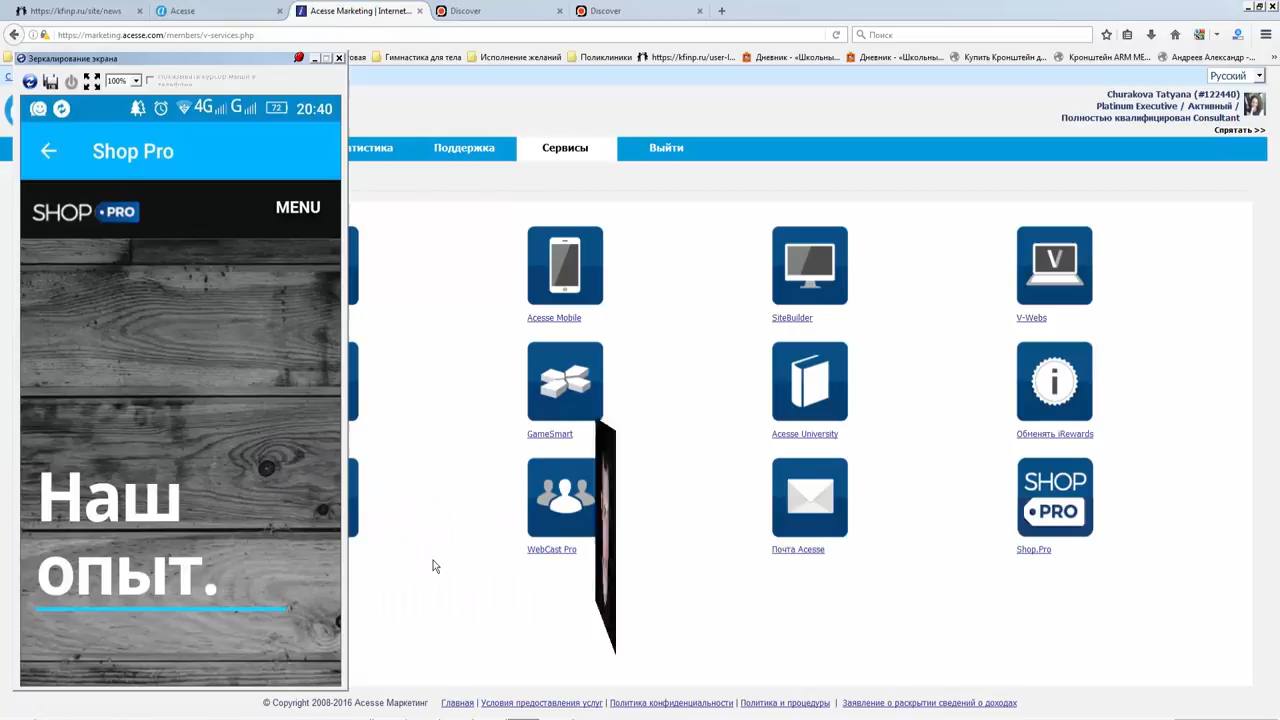 https://kfinp.ru/site/news
Acesse
Acesse Marketing | Internet...
Discover
Discover
https://marketing.acesse.com/members/v-services.php
Поиск
овая
Гимнастика для тела
Исполнение желаний
Поликлиники
https://kfinp.ru/user-l...
Дневник - «Школьны...
Дневник - «Школьны...
Купить Кронштейн д...
Кронштейн ARM ME...
Андреев Александр -...
Зеркалирование экрана
100%
Русский
Churakova Tatyana (#122440)
Platinum Executive / Активный /
Полностью квалифицирован Consultant
Спрятать >>
4G G 72 20:40
Shop Pro
SHOP PRO
MENU
Наш
опыт.
атистика
Поддержка
Сервисы
Выйти
Acesse Mobile
SiteBuilder
V
V-Webs
GameSmart
Acesse University
i
Обменять iRewards
WebCast Pro
Почта Acesse
SHOP
PRO
Shop.Pro
© Copyright 2008-2016 Acesse Маркетинг
Главная | Условия предоставления услуг | Политика конфиденциальности | Политика и процедуры | Заявление о раскрытии сведений о доходах